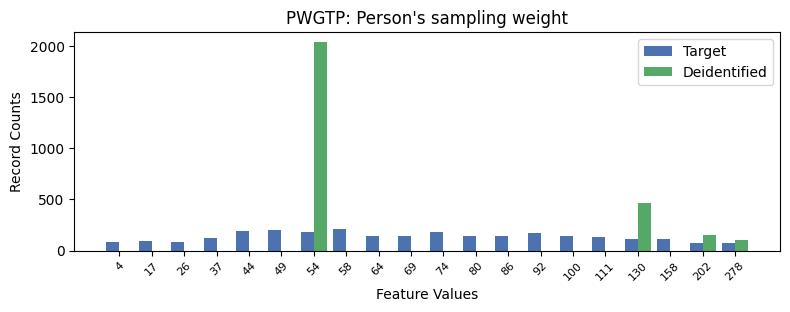 PWGTP: Person's sampling weight
Target
Deidentified
Record Counts
2000
1500
1000
500
0
4 17 26 37 44 49 54 58 64 69 74 80 86 92 100 111 130 158 202 278
Feature Values